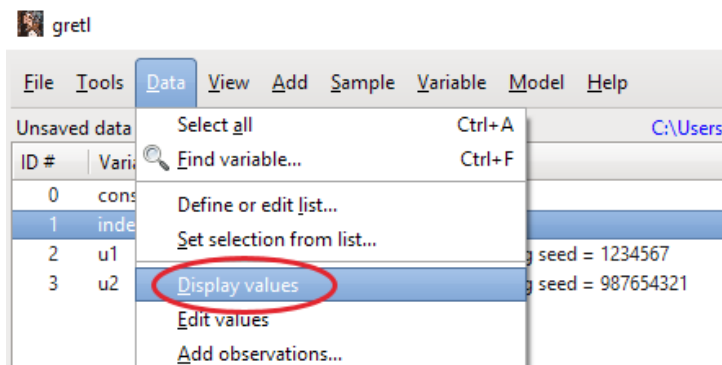 gretl
File Tools Data View Add Sample Variable Model Help
Unsaved data C:\Users
Select all Ctrl+A
ID #
Find variable... Ctrl+F
0
Define or edit list...
1
Set selection from list...
2 u1 seed = 1234567
3 u2 Display values seed = 987654321
Edit values
Add observations...